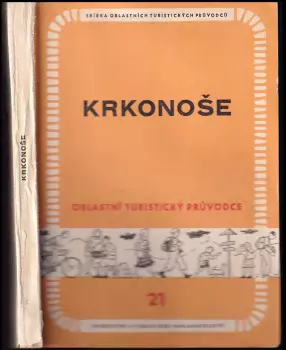 SBÍRKA OBLASTNÍCH TURISTICKÝCH PRŮVODCŮ
KRKONOŠE
OBLASTNÍ TURISTICKÝ PRŮVODCE
21
KRKONOŠE